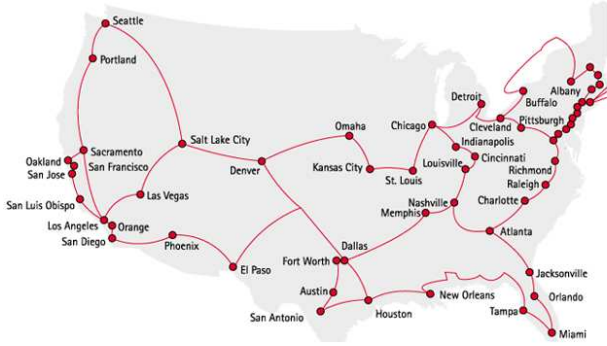 Seattle
Portland
Detroit
Albany
Buffalo
Cleveland
Pittsburgh
Omaha
Chicago
Indianapolis
Salt Lake City
Sacramento
Oakland
San Francisco
San Jose
Denver
Kansas City
St. Louis
Louisville
Cincinnati
Richmond
Raleigh
Las Vegas
San Luis Obispo
Nashville
Memphis
Charlotte
Los Angeles
Orange
San Diego
Phoenix
Atlanta
Dallas
Fort Worth
El Paso
Jacksonville
Austin
New Orleans
Orlando
San Antonio
Houston
Tampa
Miami